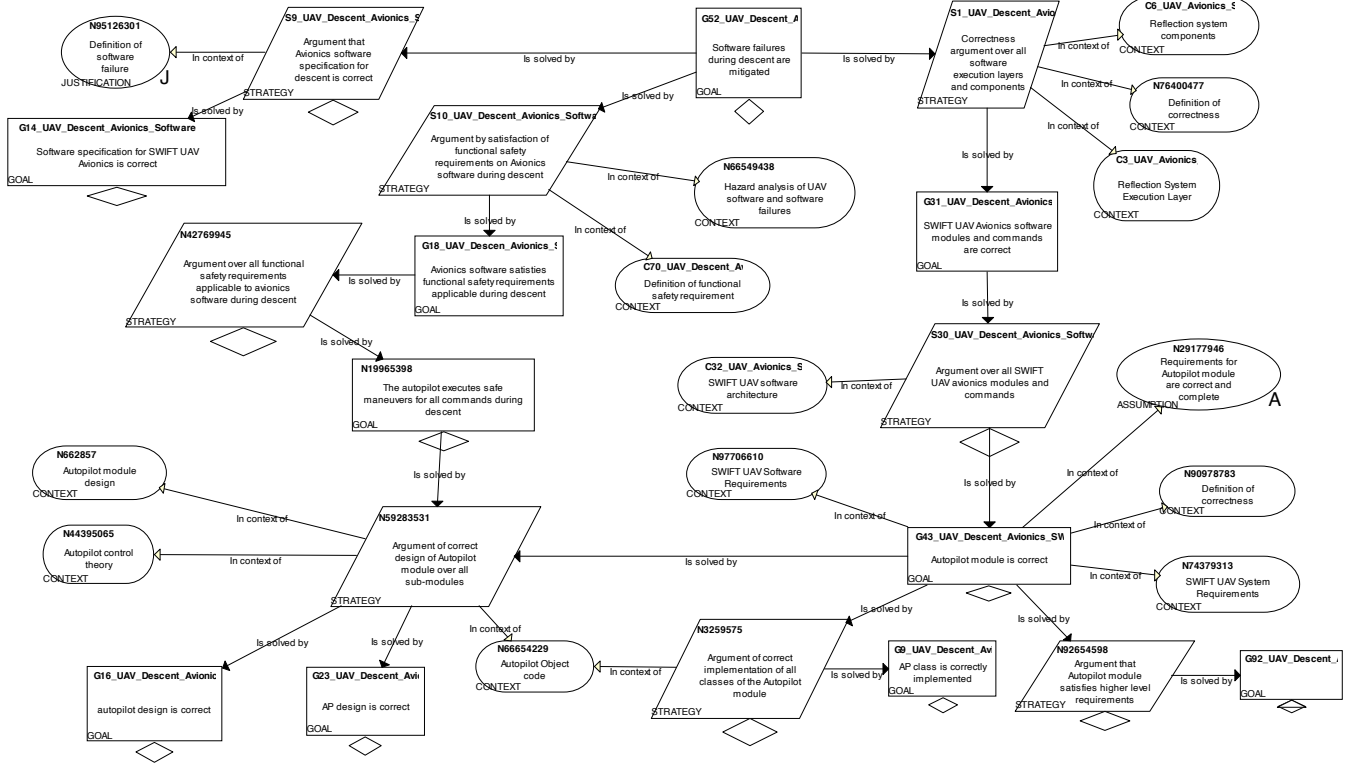 N95126301
Definition of
software
failure
JUSTIFICATION
J
In context of
S9_UAV_Descent_Avionics_S
Argument that
Avionics software
specification for
descent is correct
STRATEGY
Is solved by
G52_UAV_Descent_A
Software failures
during descent are
mitigated
GOAL
Is solved by
S1_UAV_Descent_Avio
Correctness
argument over all
software
execution layers
and components
STRATEGY
In context of
C6_UAV_Avionics_S
Reflection system
components
CONTEXT
In context of
N76400477
Definition of
correctness
CONTEXT
In context of
C3_UAV_Avionics_
Reflection System
Execution Layer
CONTEXT
Is solved by
G14_UAV_Descent_Avionics_Software
Software specification for SWIFT UAV
Avionics is correct
GOAL
Is solved by
S10_UAV_Descent_Avionics_Softwa
Argument by satisfaction of
functional safety
requirements on Avionics
software during descent
STRATEGY
In context of
N66549438
Hazard analysis of UAV
software and software
failures
CONTEXT
Is solved by
In context of
C70_UAV_Descent_Av
Definition of functional
safety requirement
CONTEXT
Is solved by
G31_UAV_Descent_Avionics
SWIFT UAV Avionics software
modules and commands
are correct
GOAL
N42769945
Argument over all functional
safety requirements
applicable to avionics
software during descent
STRATEGY
Is solved by
G18_UAV_Descen_Avionics_S
Avionics software satisties
functional safety requirements
applicable during descent
GOAL
Is solved by
N19965398
The autopilot executes safe
maneuvers for all commands during
descent
GOAL
Is solved by
S30_UAV_Descent_Avionics_Softw
Argument over all SWIFT
UAV avionics modules and
commands
STRATEGY
In context of
C32_UAV_Avionics_S
SWIFT UAV software
architecture
CONTEXT
N29177946
Requirements for
Autopilot module
are correct and
complete
ASSUMPTION
A
N662857
Autopilot module
design
CONTEXT
In context of
Is solved by
N97706610
SWIFT UAV Software
Requirements
CONTEXT
In context of
Is solved by
In context of
N90978783
Definition of
correctness
CONTEXT
In context of
N44395065
Autopilot control
theory
CONTEXT
In context of
N59283531
Argument of correct
design of Autopilot
module over all
sub-modules
STRATEGY
Is solved by
G43_UAV_Descent_Avionics_SW
Autopilot module is correct
GOAL
In context of
N74379313
SWIFT UAV System
Requirements
CONTEXT
Is solved by
Is solved by
In context of
N66654229
Autopilot Object
code
CONTEXT
In context of
Is solved by
N3259575
Argument of correct
implementation of all
classes of the Autopilot
module
STRATEGY
G9_UAV_Descent_Avi
AP class is correctly
implemented
GOAL
Is solved by
Is solved by
N92654598
Argument that
Autopilot module
satisfies higher level
requirements
STRATEGY
Is solved by
G92_UAV_Descent_
GOAL
G16_UAV_Descent_Avionic
autopilot design is correct
GOAL
G23_UAV_Descent_Avi
AP design is correct
GOAL